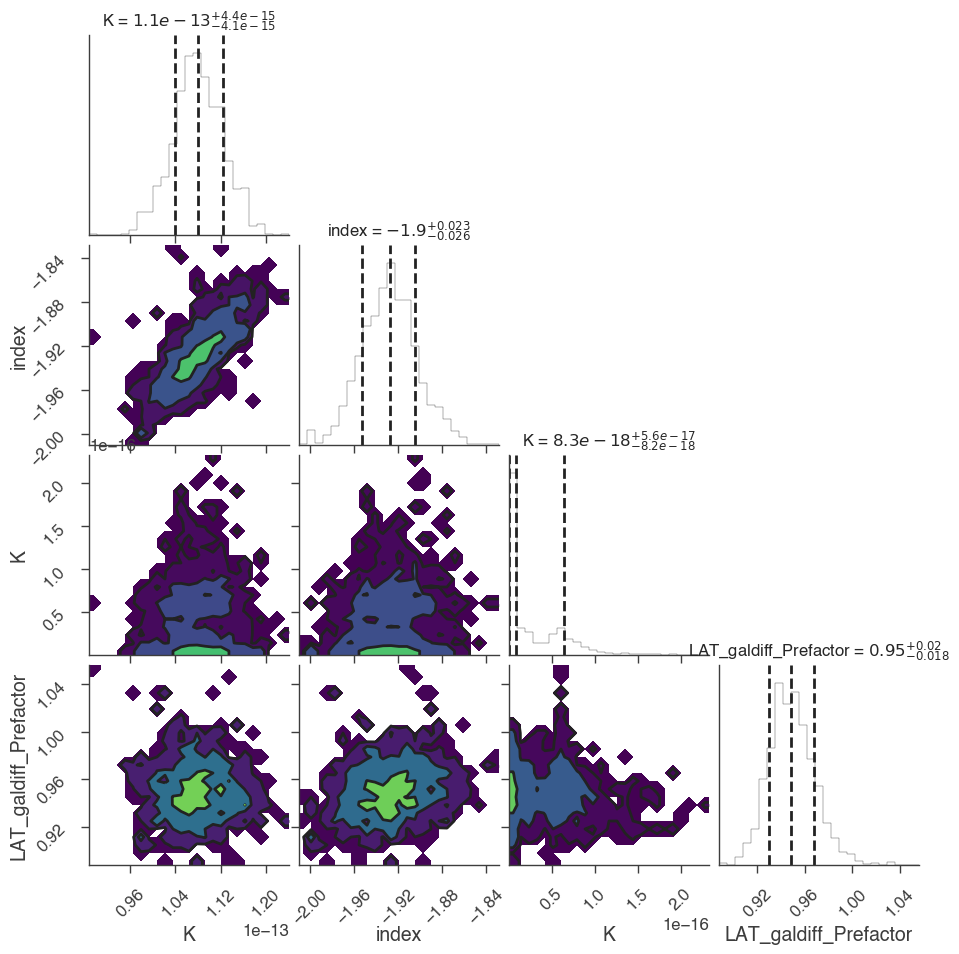 K = 1.1e−13 +4.4e−15 −4.1e−15
index = −1.9 +0.023 −0.026
−1.84
−1.88
−1.92
−1.96
−2.00
index
K = 8.3e−18 +5.6e−17 −8.2e−18
2.0
1.5
1.0
0.5
K
LAT_galdiff_Prefactor = 0.95 +0.02 −0.018
1.04
1.00
0.96
0.92
LAT_galdiff_Prefactor
0.96 1.04 1.12 1.20
1e−13
K
−2.00 −1.96 −1.92 −1.88 −1.84
index
0.5 1.0 1.5 2.0
1e−16
K
0.92 0.96 1.00 1.04
LAT_galdiff_Prefactor